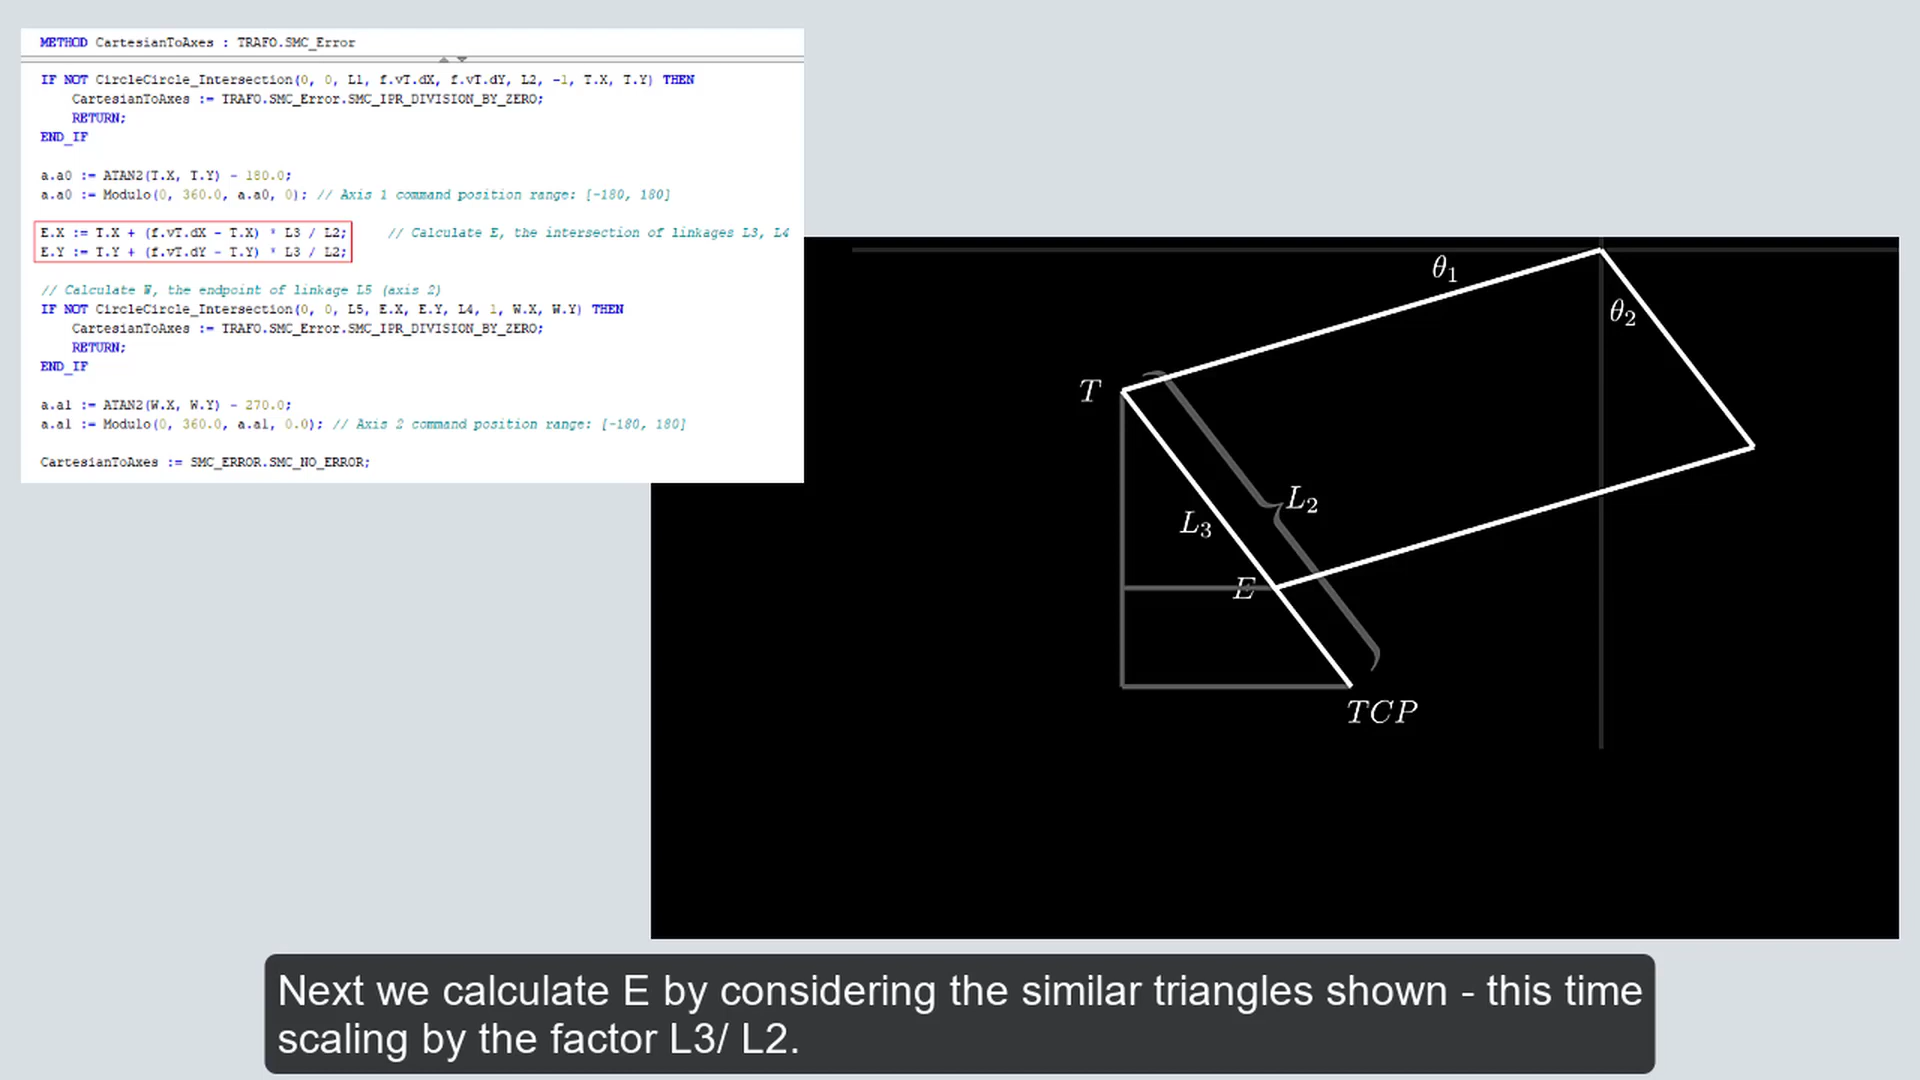 METHOD CartesianToAxes : TRAFO.SMC_Error
IF NOT CircleCircle_Intersection(0, 0, L1, f.vT.dX, f.vT.dY, L2, -1, T.X, T.Y) THEN
CartesianToAxes := TRAFO.SMC_Error.SMC_IPR_DIVISION_BY_ZERO;
RETURN;
END_IF
a.a0 := ATAN2(T.X, T.Y) - 180.0;
a.a0 := Modulo(0, 360.0, a.a0, 0); // Axis 1 command position range: [-180, 180]
E.X := T.X + (f.vT.dX - T.X) * L3 / L2; // Calculate E, the intersection of linkages L3, L4
E.Y := T.Y + (f.vT.dY - T.Y) * L3 / L2;
// Calculate W, the endpoint of linkage L5 (axis 2)
IF NOT CircleCircle_Intersection(0, 0, L5, E.X, E.Y, L4, 1, W.X, W.Y) THEN
CartesianToAxes := TRAFO.SMC_Error.SMC_IPR_DIVISION_BY_ZERO;
RETURN;
END_IF
a.a1 := ATAN2(W.X, W.Y) - 270.0;
a.a1 := Modulo(0, 360.0, a.a1, 0.0); // Axis 2 command position range: [-180, 180]
CartesianToAxes := SMC_ERROR.SMC_NO_ERROR;
θ₁
θ₂
T
L₂
L₃
E
TCP
Next we calculate E by considering the similar triangles shown - this time
scaling by the factor L3/ L2.